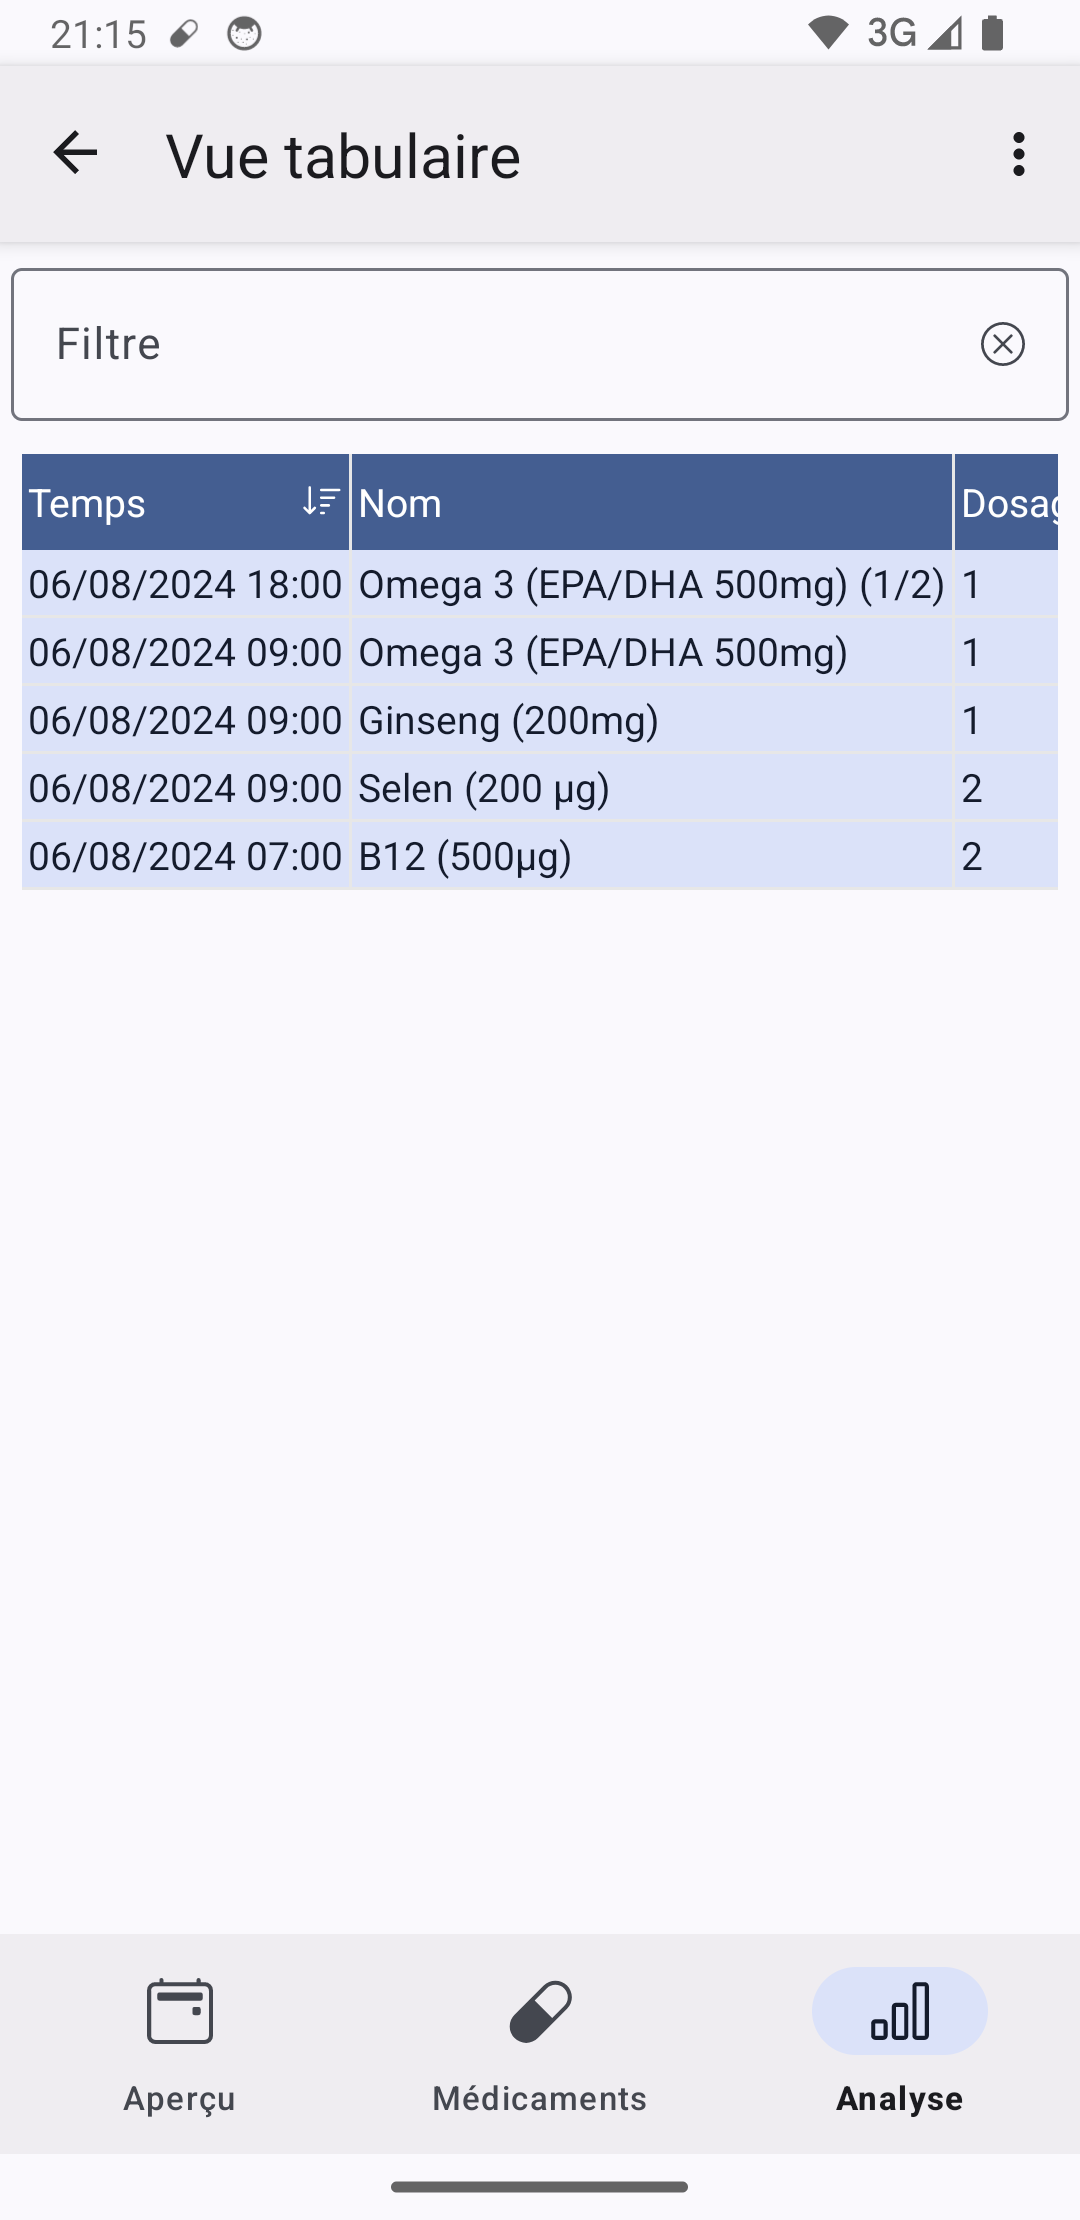 21:15 3G
Vue tabulaire
Filtre
Temps Nom Dosag
06/08/2024 18:00 Omega 3 (EPA/DHA 500mg) (1/2) 1
06/08/2024 09:00 Omega 3 (EPA/DHA 500mg) 1
06/08/2024 09:00 Ginseng (200mg) 1
06/08/2024 09:00 Selen (200 µg) 2
06/08/2024 07:00 B12 (500µg) 2
Aperçu Médicaments Analyse